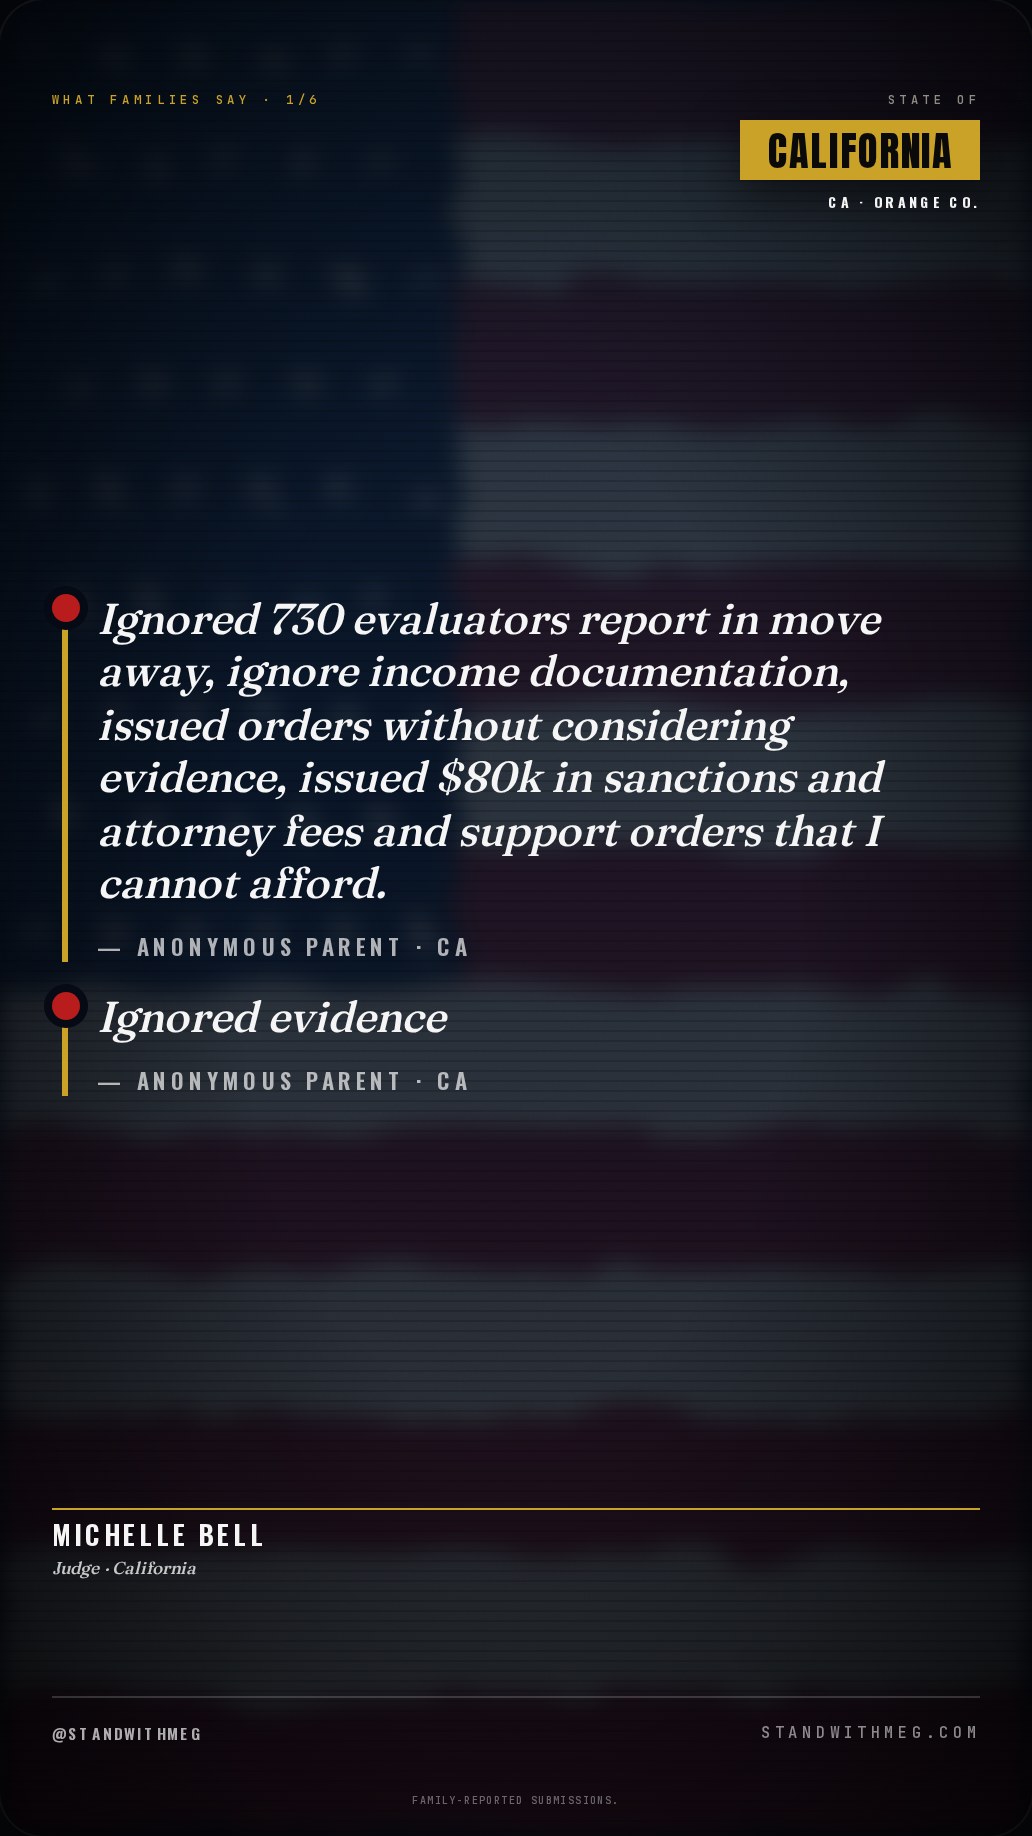 WHAT FAMILIES SAY · 1/6
STATE OF
CALIFORNIA
CA · ORANGE CO.
Ignored 730 evaluators report in move
away, ignore income documentation,
issued orders without considering
evidence, issued $80k in sanctions and
attorney fees and support orders that I
cannot afford.
— ANONYMOUS PARENT · CA
Ignored evidence
— ANONYMOUS PARENT · CA
MICHELLE BELL
Judge · California
@STANDWITHMEG
STANDWITHMEG.COM
FAMILY-REPORTED SUBMISSIONS.